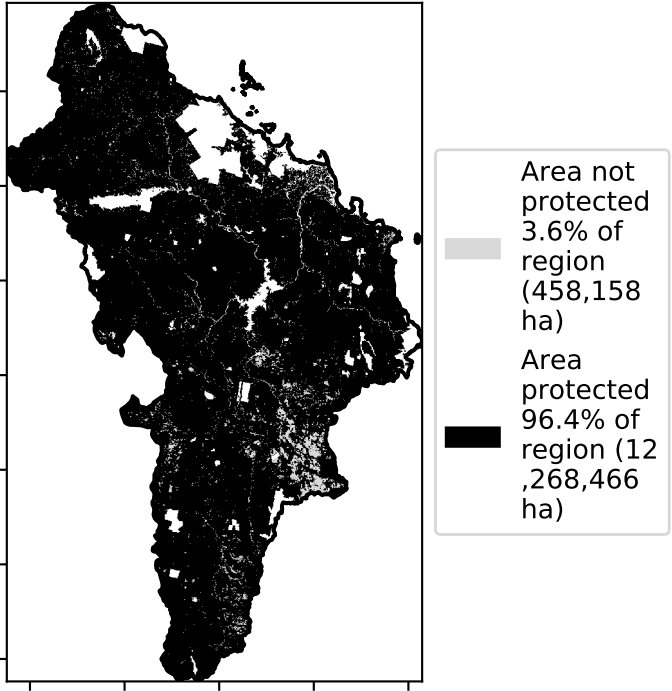 Area not
protected
3.6% of
region
(458,158
ha)
Area
protected
96.4% of
region (12
,268,466
ha)